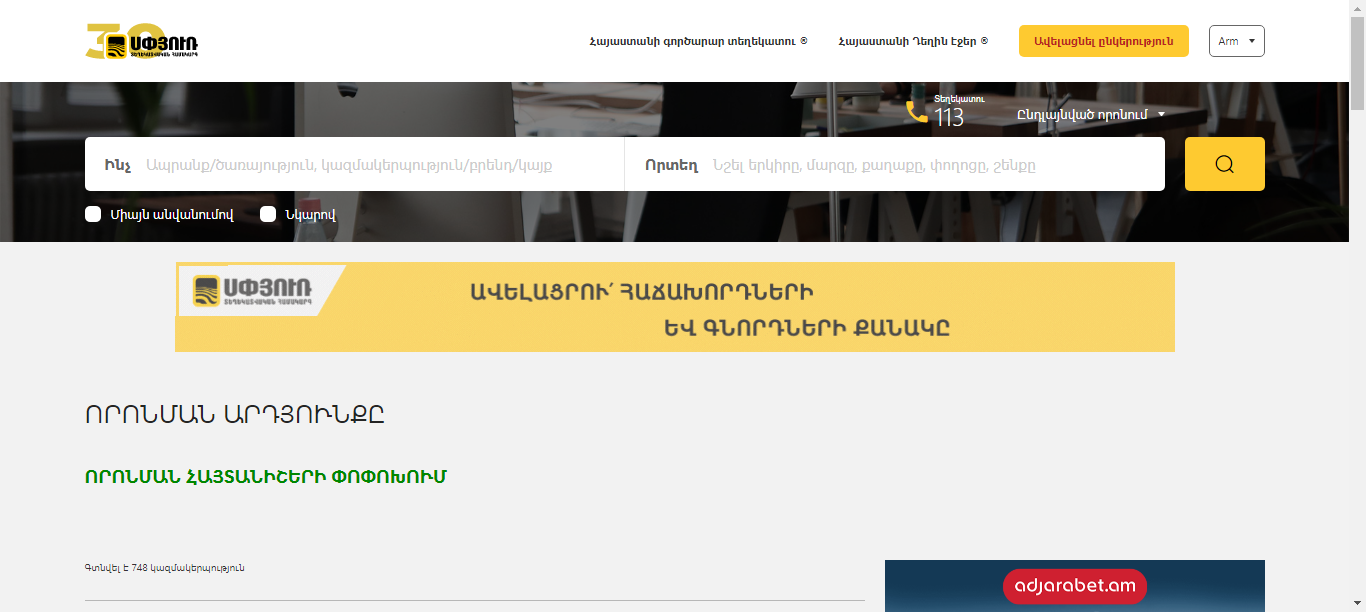 30
ՍՓՅՈՒՌ
ՏԵՂԵԿԱՏՎԱԿԱՆ ՀԱՄԱԿԱՐԳ
Հայաստանի գործարար տեղեկատու ®
Հայաստանի Դեղին էջեր ®
Ավելացնել ընկերություն
Arm
Տեղեկատու
113
Ընդլայնված որոնում
Ինչ Ապրանք/ծառայություն, կազմակերպություն/բրենդ/կայք
Որտեղ Նշել երկիրը, մարզը, քաղաքը, փողոցը, շենքը
Միայն անվանումով
Նկարով
ՍՓՅՈՒՌ
ՏԵՂԵԿԱՏՎԱԿԱՆ ՀԱՄԱԿԱՐԳ
ԱՎԵԼԱՑՐՈՒ՛ ՀԱՃԱԽՈՐԴՆԵՐԻ
ԵՎ ԳՆՈՐԴՆԵՐԻ ՔԱՆԱԿԸ
ՈՐՈՆՄԱՆ ԱՐԴՅՈՒՆՔԸ
ՈՐՈՆՄԱՆ ՀԱՅՏԱՆԻՇԵՐԻ ՓՈՓՈԽՈՒՄ
Գտնվել է 748 կազմակերպություն
adjarabet.am